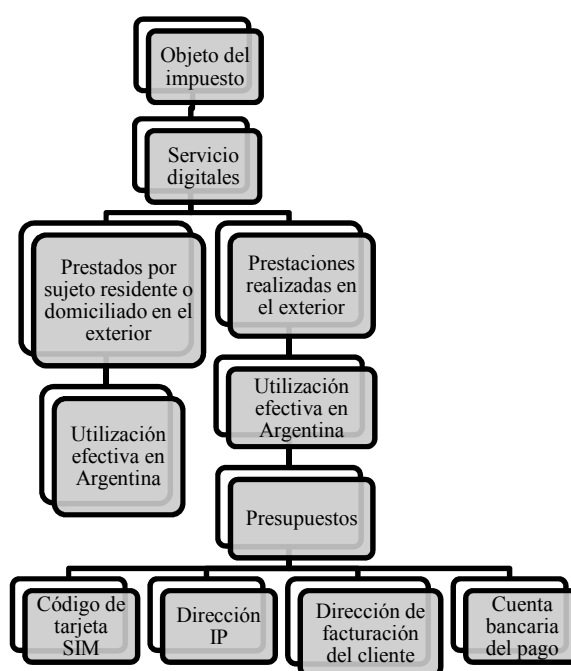 Objeto del
impuesto
Servicio
digitales
Prestados por
sujeto residente o
domiciliado en el
exterior
Prestaciones
realizadas en
el exterior
Utilización
efectiva en
Argentina
Utilización
efectiva en
Argentina
Presupuestos
Código de
tarjeta
SIM
Dirección
IP
Dirección de
facturación
del cliente
Cuenta
bancaria
del pago